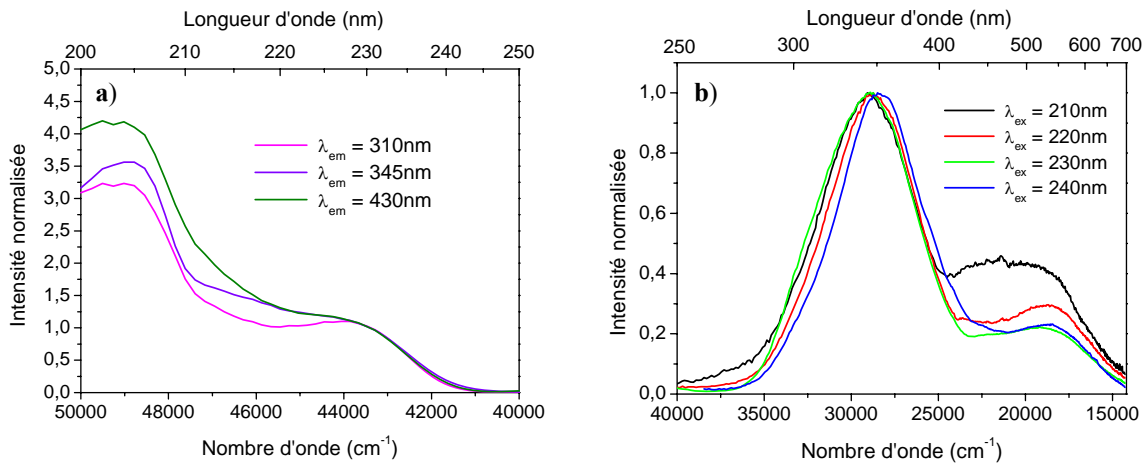 Longueur d'onde (nm)
200 210 220 230 240 250
5,0
4,5
4,0
3,5
3,0
2,5
2,0
1,5
1,0
0,5
0,0
a)
λem = 310nm
λem = 345nm
λem = 430nm
Intensité normalisée
50000 48000 46000 44000 42000 40000
Nombre d'onde (cm-1)
Longueur d'onde (nm)
250 300 400 500 600 700
1,0
0,8
0,6
0,4
0,2
0,0
b)
λex = 210nm
λex = 220nm
λex = 230nm
λex = 240nm
Intensité normalisée
40000 35000 30000 25000 20000 15000
Nombre d'onde (cm-1)